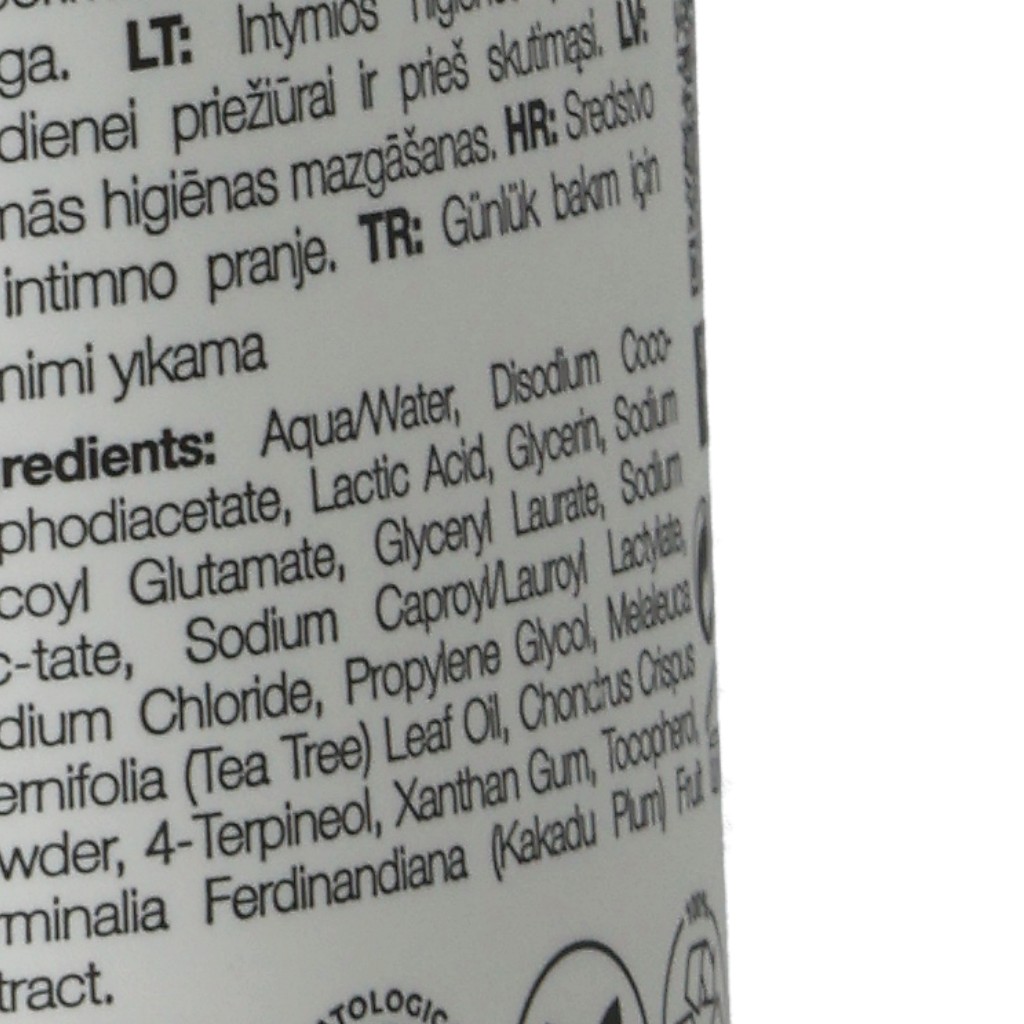 ga. LT: Intymios
dienei priežiūrai ir prieš skutimąsi. LV:
nās higiēnas mazgāšanas. HR: Sredstvo
intimno pranje. TR: Günlük bakım için
nimi yıkama
redients: Aqua/Water, Disodium Coco-
phodiacetate, Lactic Acid, Glycerin, Sodium
coyl Glutamate, Glyceryl Laurate, Sodium
c-tate, Sodium Caproyl/Lauroyl Lactylate,
dium Chloride, Propylene Glycol, Melaleuca
ernifolia (Tea Tree) Leaf Oil, Chondrus Crispus
wder, 4-Terpineol, Xanthan Gum, Tocopherol,
rminalia Ferdinandiana (Kakadu Plum) Fruit
tract.
TOLOGIC
100%